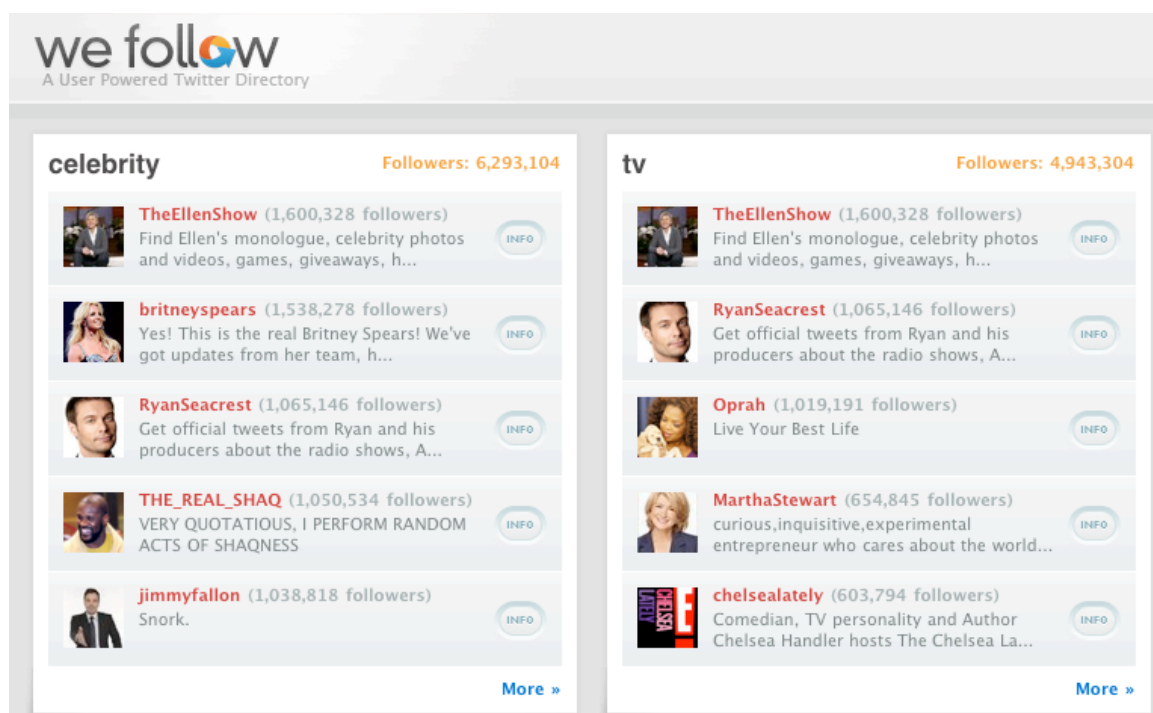 we follow
A User Powered Twitter Directory
celebrity
Followers: 6,293,104
TheEllenShow (1,600,328 followers)
Find Ellen's monologue, celebrity photos
and videos, games, giveaways, h...
INFO
britneyspears (1,538,278 followers)
Yes! This is the real Britney Spears! We've
got updates from her team, h...
INFO
RyanSeacrest (1,065,146 followers)
Get official tweets from Ryan and his
producers about the radio shows, A...
INFO
THE_REAL_SHAQ (1,050,534 followers)
VERY QUOTATIOUS, I PERFORM RANDOM
ACTS OF SHAQNESS
INFO
jimmyfallon (1,038,818 followers)
Snork.
INFO
More »
tv
Followers: 4,943,304
TheEllenShow (1,600,328 followers)
Find Ellen's monologue, celebrity photos
and videos, games, giveaways, h...
INFO
RyanSeacrest (1,065,146 followers)
Get official tweets from Ryan and his
producers about the radio shows, A...
INFO
Oprah (1,019,191 followers)
Live Your Best Life
INFO
MarthaStewart (654,845 followers)
curious,inquisitive,experimental
entrepreneur who cares about the world...
INFO
CHELSEA
LATELY
E!
chelsealately (603,794 followers)
Comedian, TV personality and Author
Chelsea Handler hosts The Chelsea La...
INFO
More »